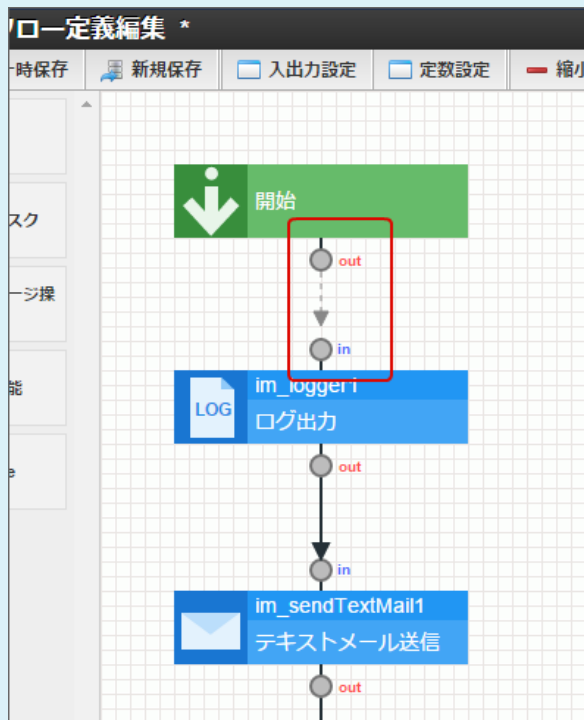 フロー定義編集 *
時保存
新規保存
入出力設定
定数設定
縮小
スク
ージ操
能
e
開始
out
in
im_logger1
LOG
ログ出力
out
in
im_sendTextMail1
テキストメール送信
out